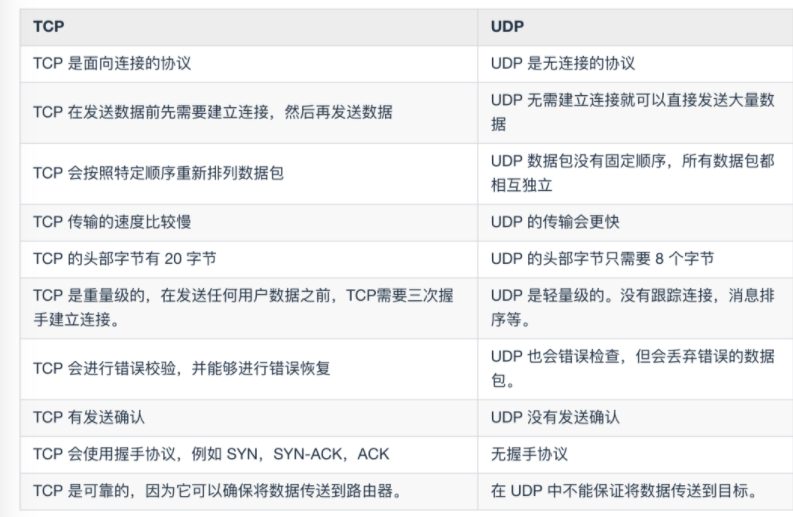 TCP
UDP
TCP 是面向连接的协议
UDP 是无连接的协议
TCP 在发送数据前先需要建立连接，然后再发送数据
UDP 无需建立连接就可以直接发送大量数
据
TCP 会按照特定顺序重新排列数据包
UDP 数据包没有固定顺序，所有数据包都
相互独立
TCP 传输的速度比较慢
UDP 的传输会更快
TCP 的头部字节有 20 字节
UDP 的头部字节只需要 8 个字节
TCP 是重量级的，在发送任何用户数据之前，TCP需要三次握
手建立连接。
UDP 是轻量级的。没有跟踪连接，消息排
序等。
TCP 会进行错误校验，并能够进行错误恢复
UDP 也会错误检查，但会丢弃错误的数据
包。
TCP 有发送确认
UDP 没有发送确认
TCP 会使用握手协议，例如 SYN，SYN-ACK，ACK
无握手协议
TCP 是可靠的，因为它可以确保将数据传送到路由器。
在 UDP 中不能保证将数据传送到目标。